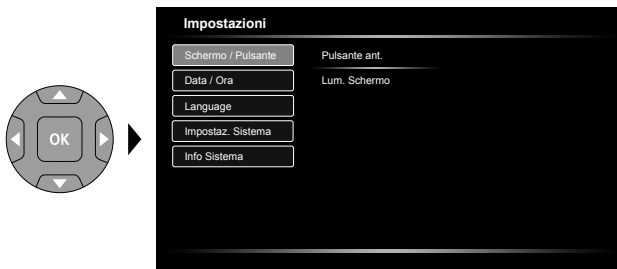 Impostazioni
Schermo / Pulsante
Pulsante ant.
Data / Ora
Lum. Schermo
Language
Impostaz. Sistema
Info Sistema
OK